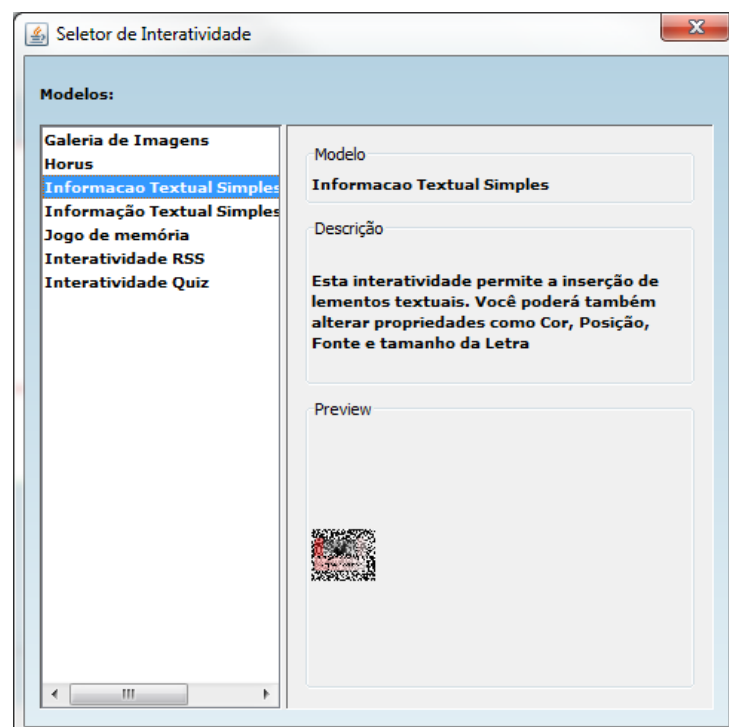 Seletor de Interatividade
Modelos:
Galeria de Imagens
Horus
Informacao Textual Simples
Informação Textual Simples
Jogo de memória
Interatividade RSS
Interatividade Quiz
Modelo
Informacao Textual Simples
Descrição
Esta interatividade permite a inserção de
lementos textuais. Você poderá também
alterar propriedades como Cor, Posição,
Fonte e tamanho da Letra
Preview